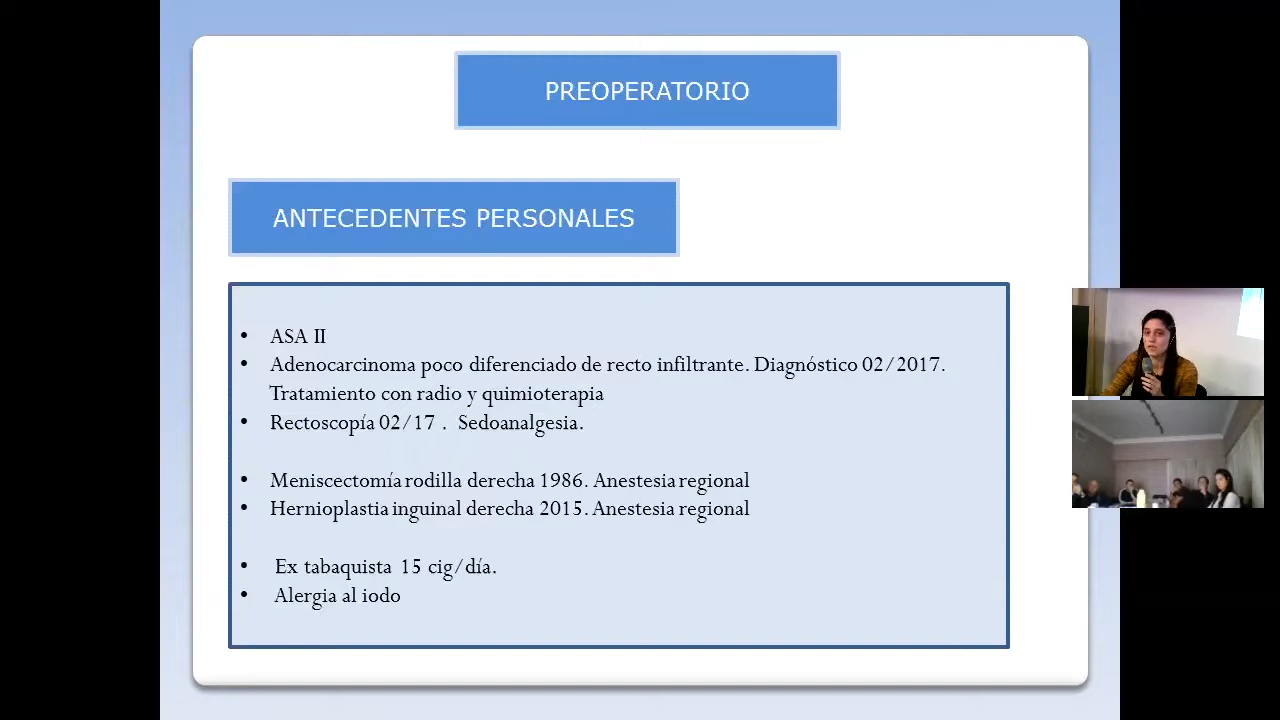 PREOPERATORIO
ANTECEDENTES PERSONALES
• ASA II
• Adenocarcinoma poco diferenciado de recto infiltrante. Diagnóstico 02/2017.
Tratamiento con radio y quimioterapia
• Rectoscopía 02/17 . Sedoanalgesia.
• Meniscectomía rodilla derecha 1986. Anestesia regional
• Hernioplastia inguinal derecha 2015. Anestesia regional
• Ex tabaquista 15 cig/día.
• Alergia al iodo